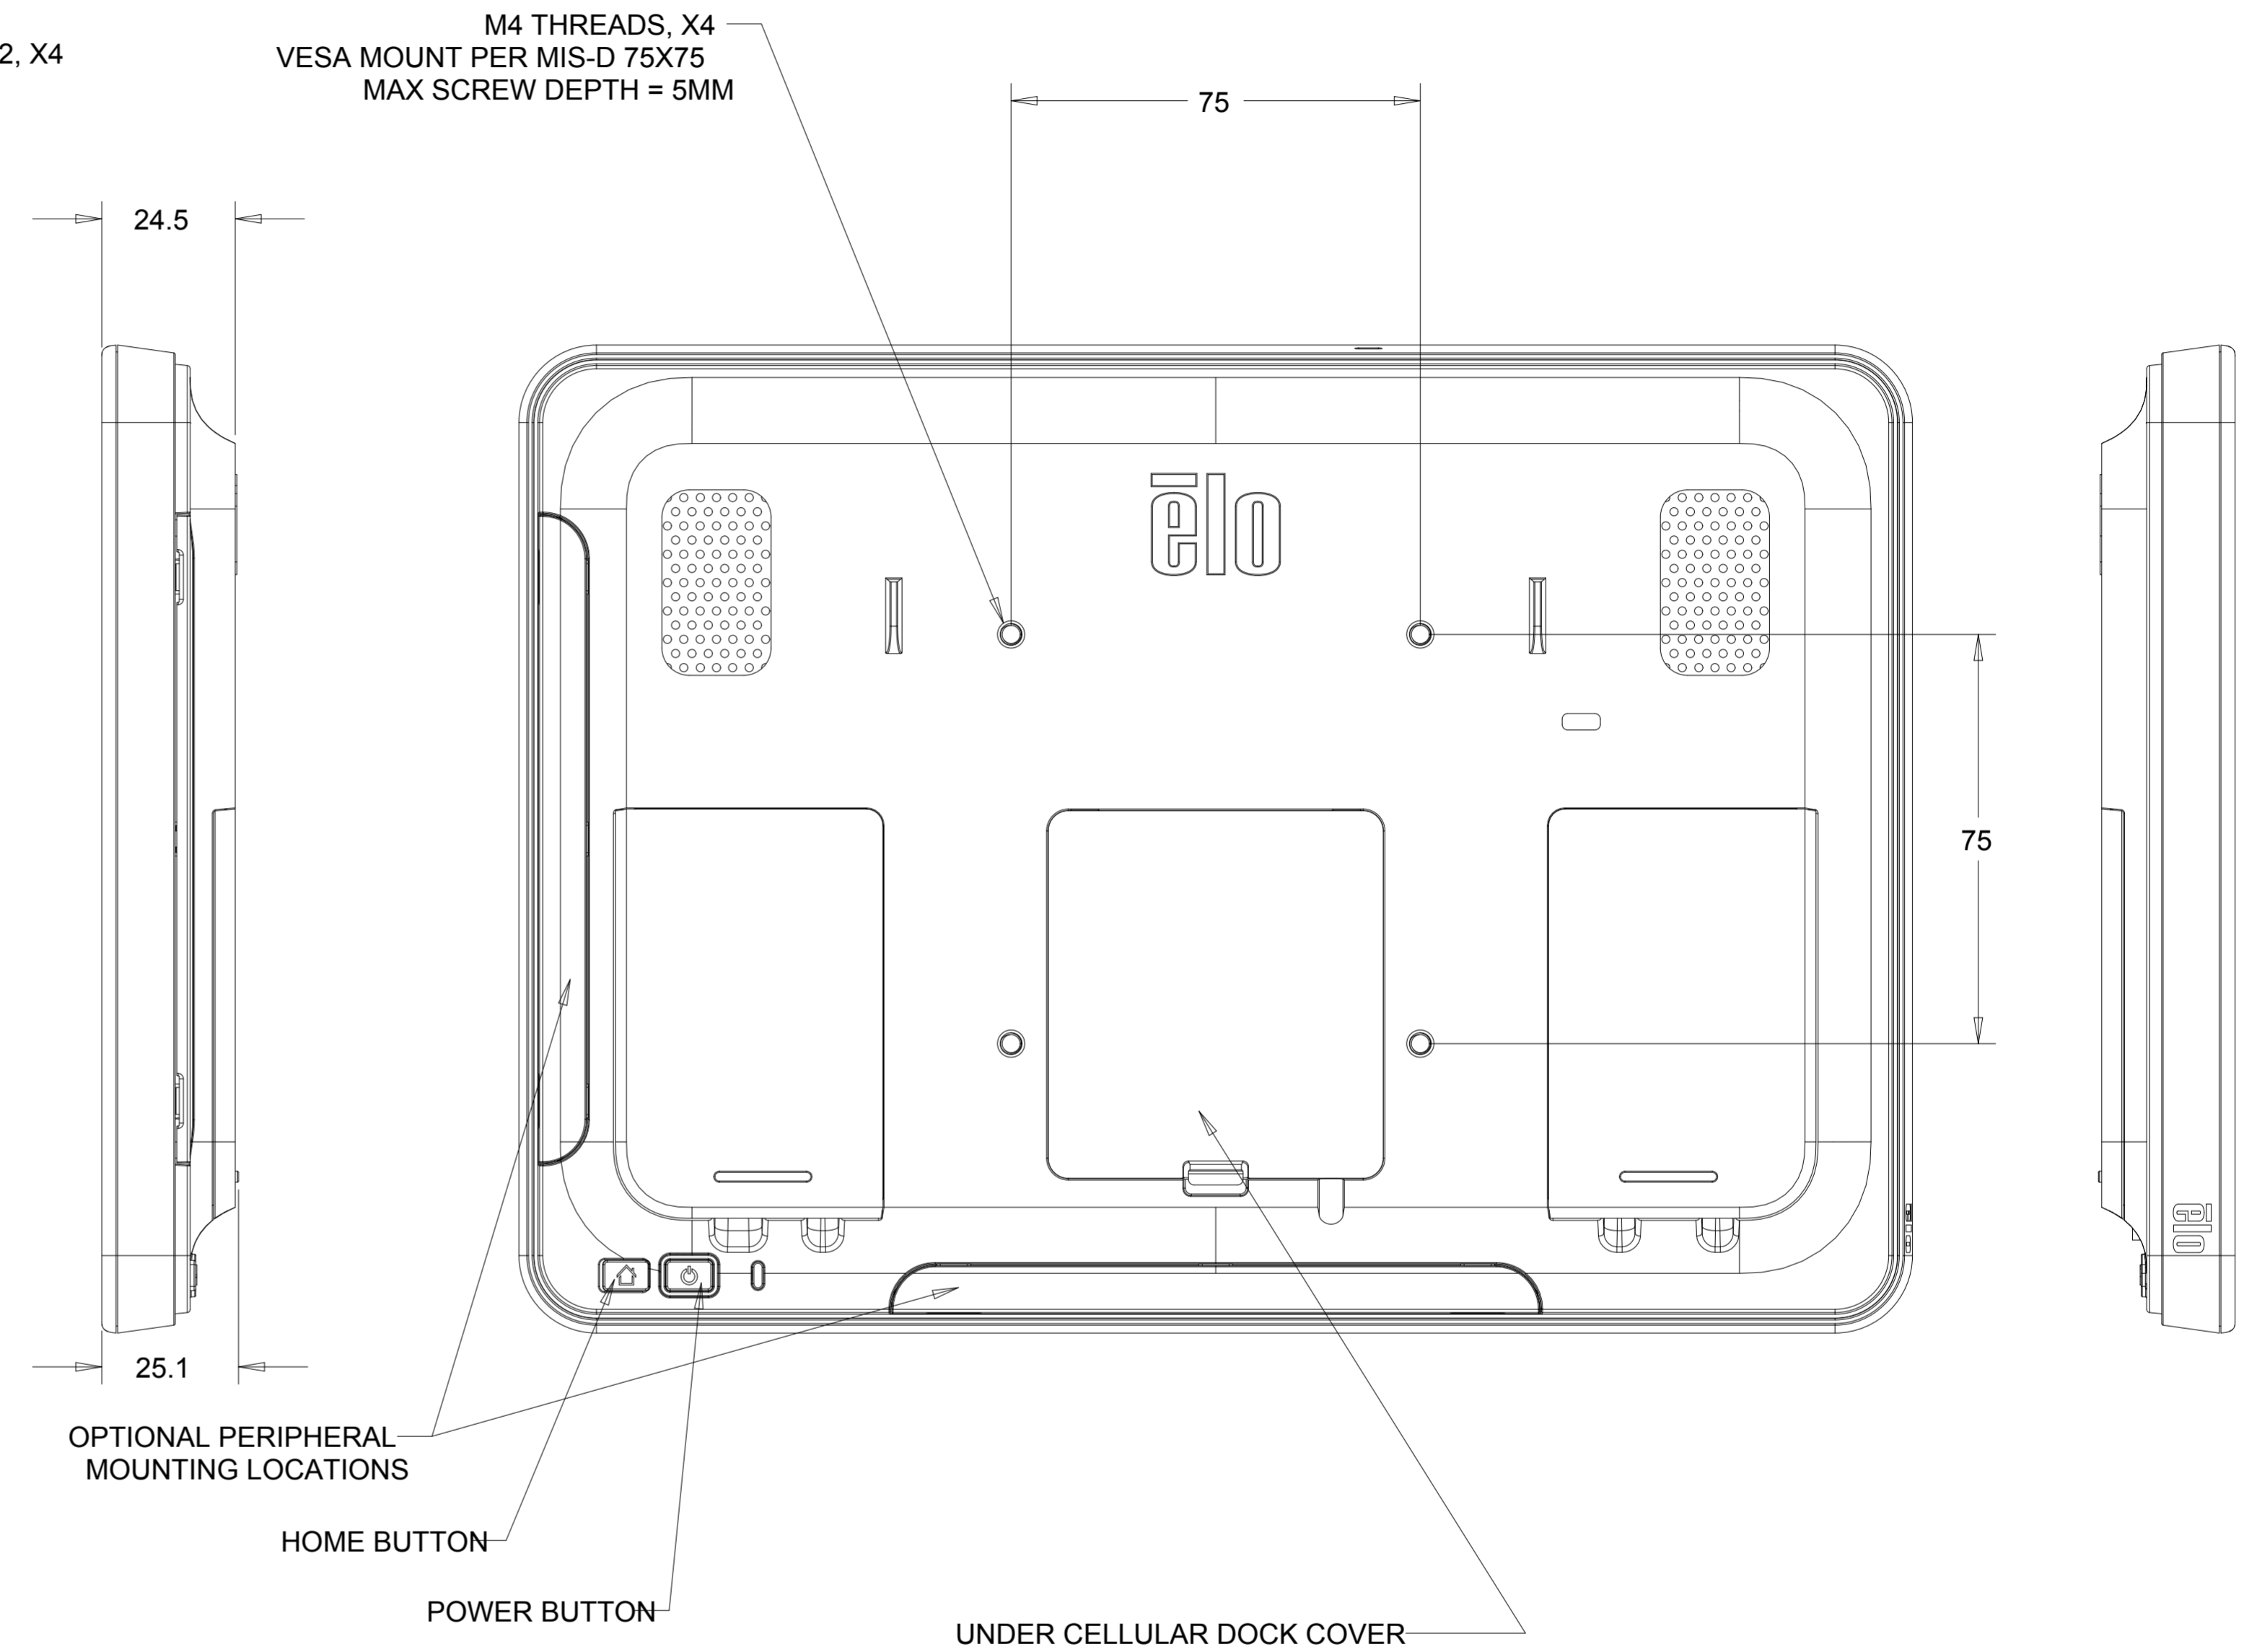 M4 THREADS, X4
2, X4
VESA MOUNT PER MIS-D 75X75
MAX SCREW DEPTH = 5MM
75
24.5
ēlo
75
elo
25.1
OPTIONAL PERIPHERAL
MOUNTING LOCATIONS
HOME BUTTON
POWER BUTTON
UNDER CELLULAR DOCK COVER